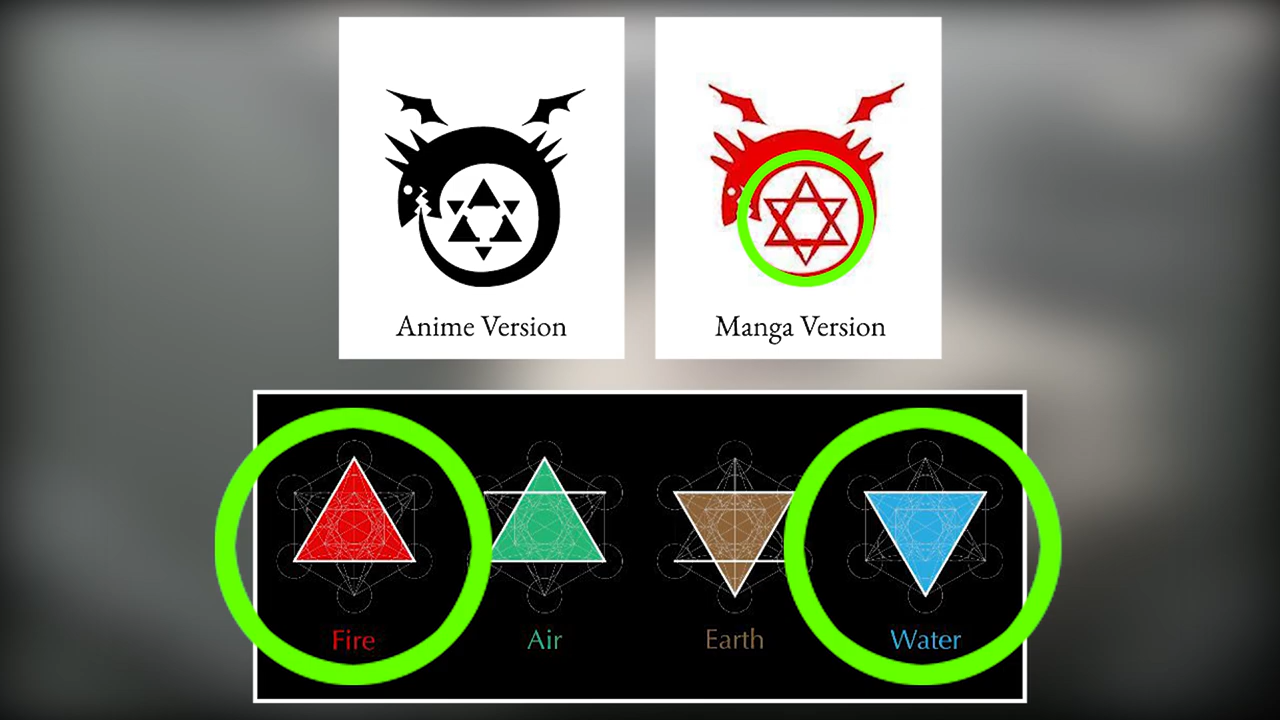 Anime Version
Manga Version
Fire
Air
Earth
Water